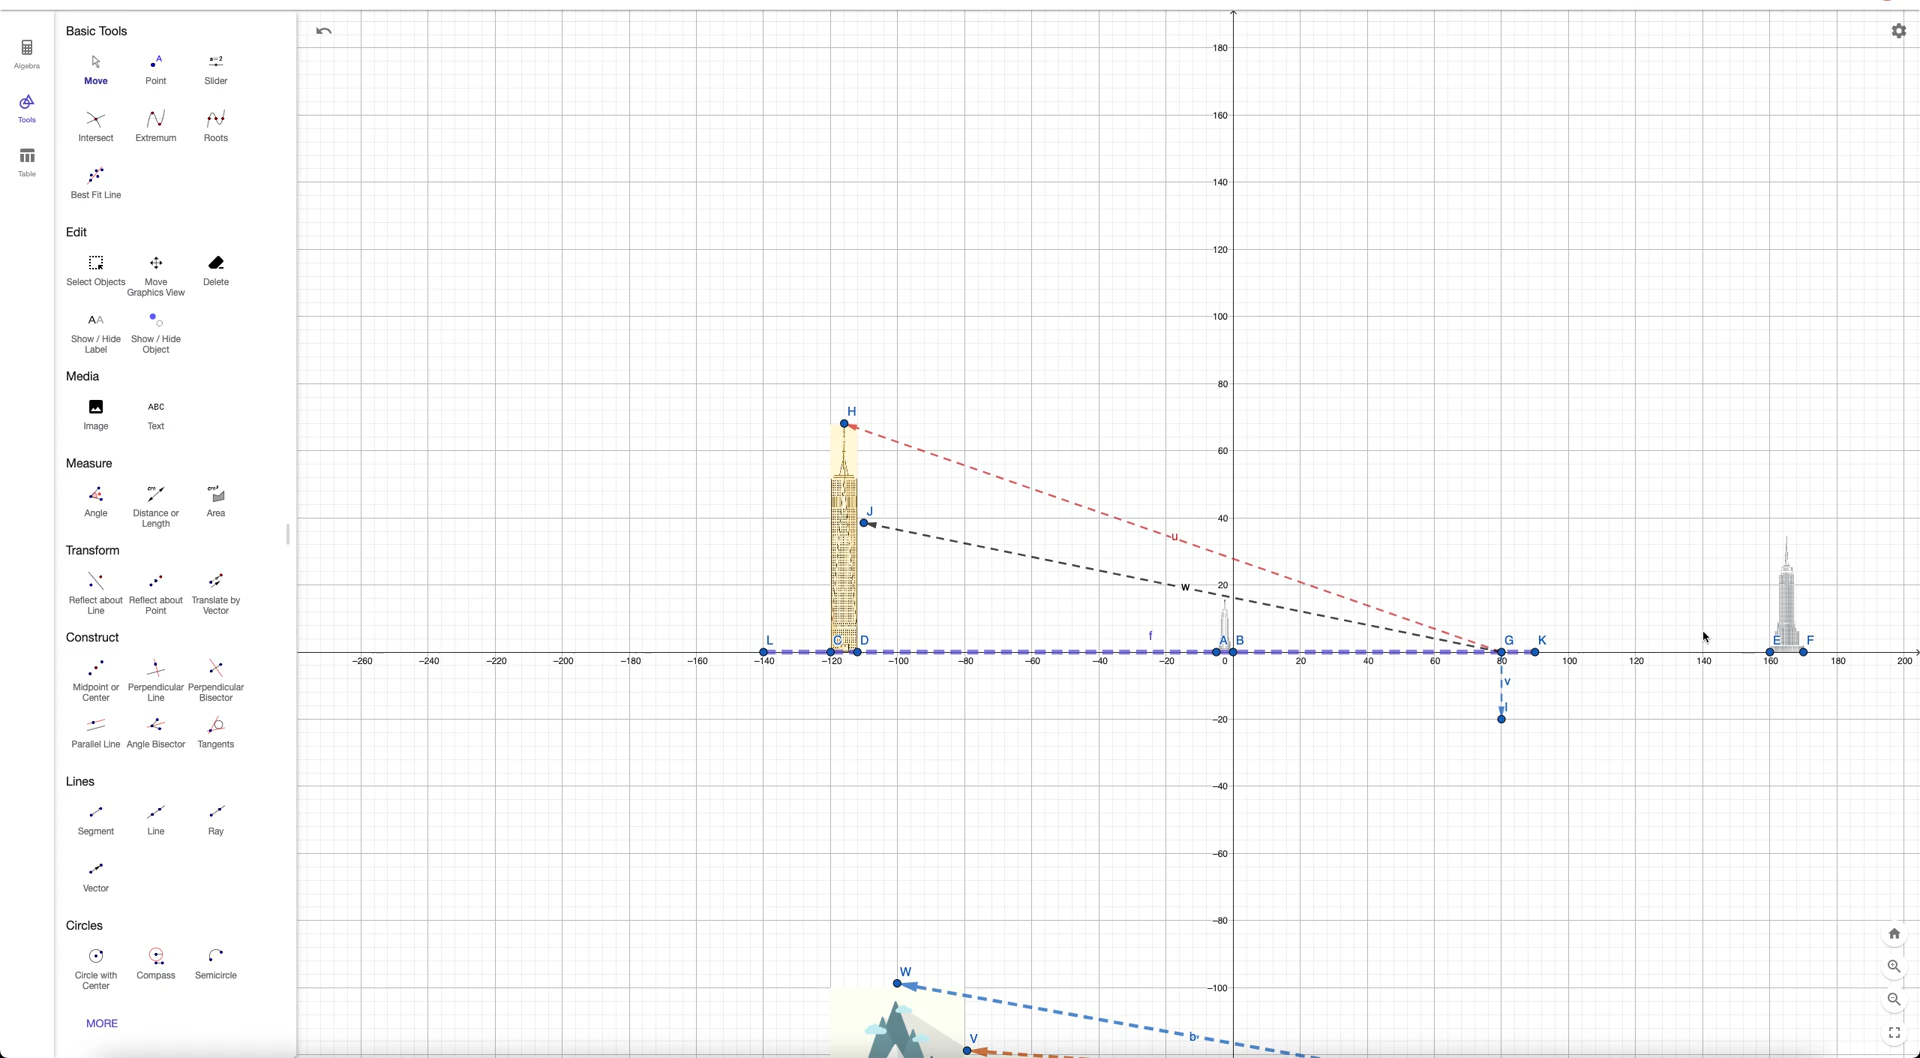 Algebra
Tools
Table
Basic Tools
Move
Point
Slider
A
a=2
Intersect
Extremum
Roots
Best Fit Line
Edit
Select Objects
Move Graphics View
Delete
AA
Show / Hide Label
Show / Hide Object
Media
Image
ABC
Text
Measure
Angle
cm
Distance or Length
cm²
Area
Transform
Reflect about Line
Reflect about Point
Translate by Vector
Construct
Midpoint or Center
Perpendicular Line
Perpendicular Bisector
Parallel Line
Angle Bisector
Tangents
Lines
Segment
Line
Ray
Vector
Circles
Circle with Center
Compass
Semicircle
MORE
180
160
140
120
100
80
60
40
20
0
−20
−40
−60
−80
−100
−260
−240
−220
−200
−180
−160
−140
−120
−100
−80
−60
−40
−20
20
40
60
80
100
120
140
160
180
200
H
J
u
w
f
L
C
D
A
B
G
K
E
F
v
I
W
V
b